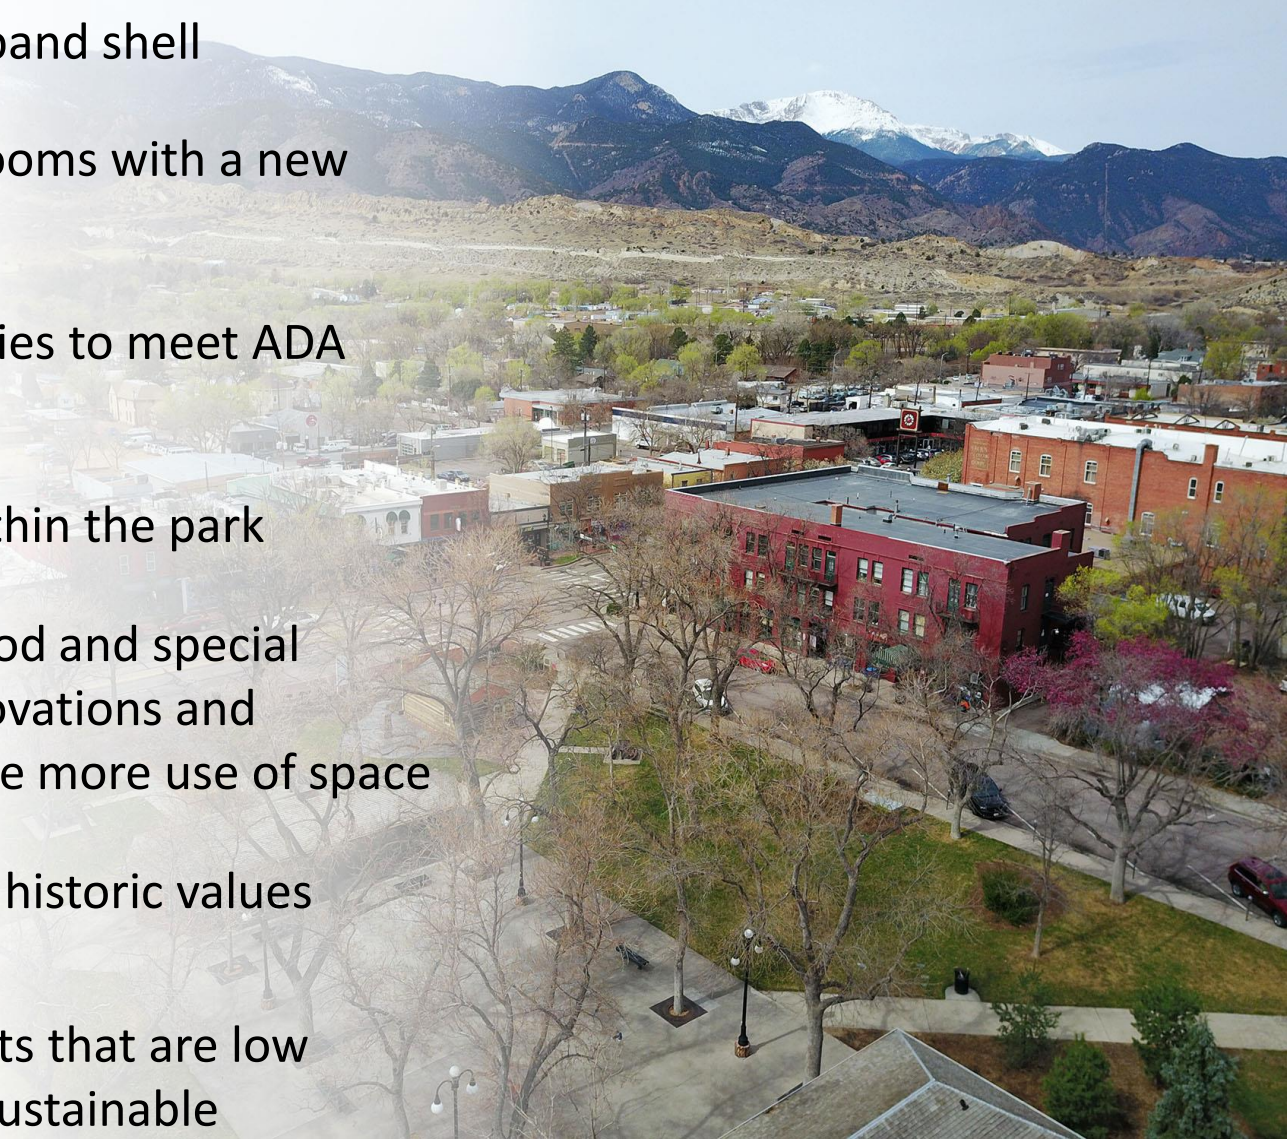 band shell
ooms with a new
ies to meet ADA
thin the park
od and special
ovations and
e more use of space
historic values
ts that are low
ustainable